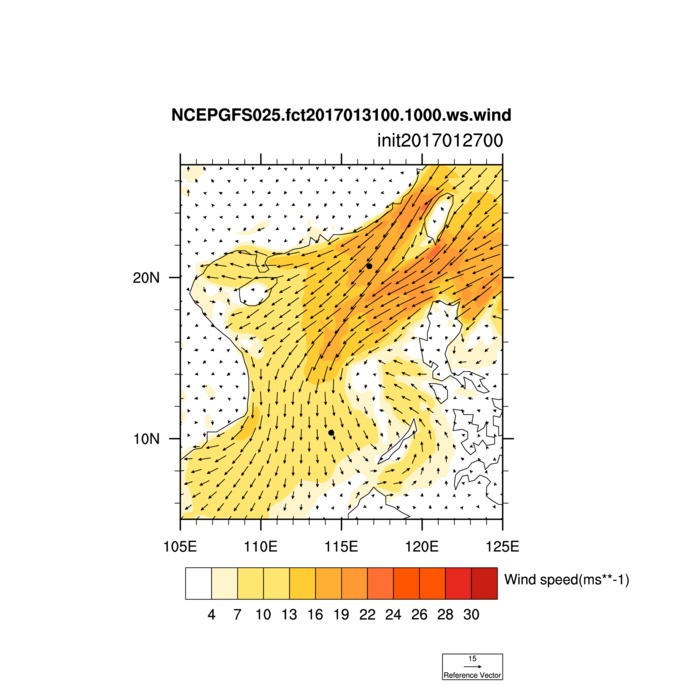 NCEPGFS025.fct2017013100.1000.ws.wind
init2017012700
20N
10N
105E 110E 115E 120E 125E
Wind speed(ms**-1)
4 7 10 13 16 19 22 24 26 28 30
15
Reference Vector